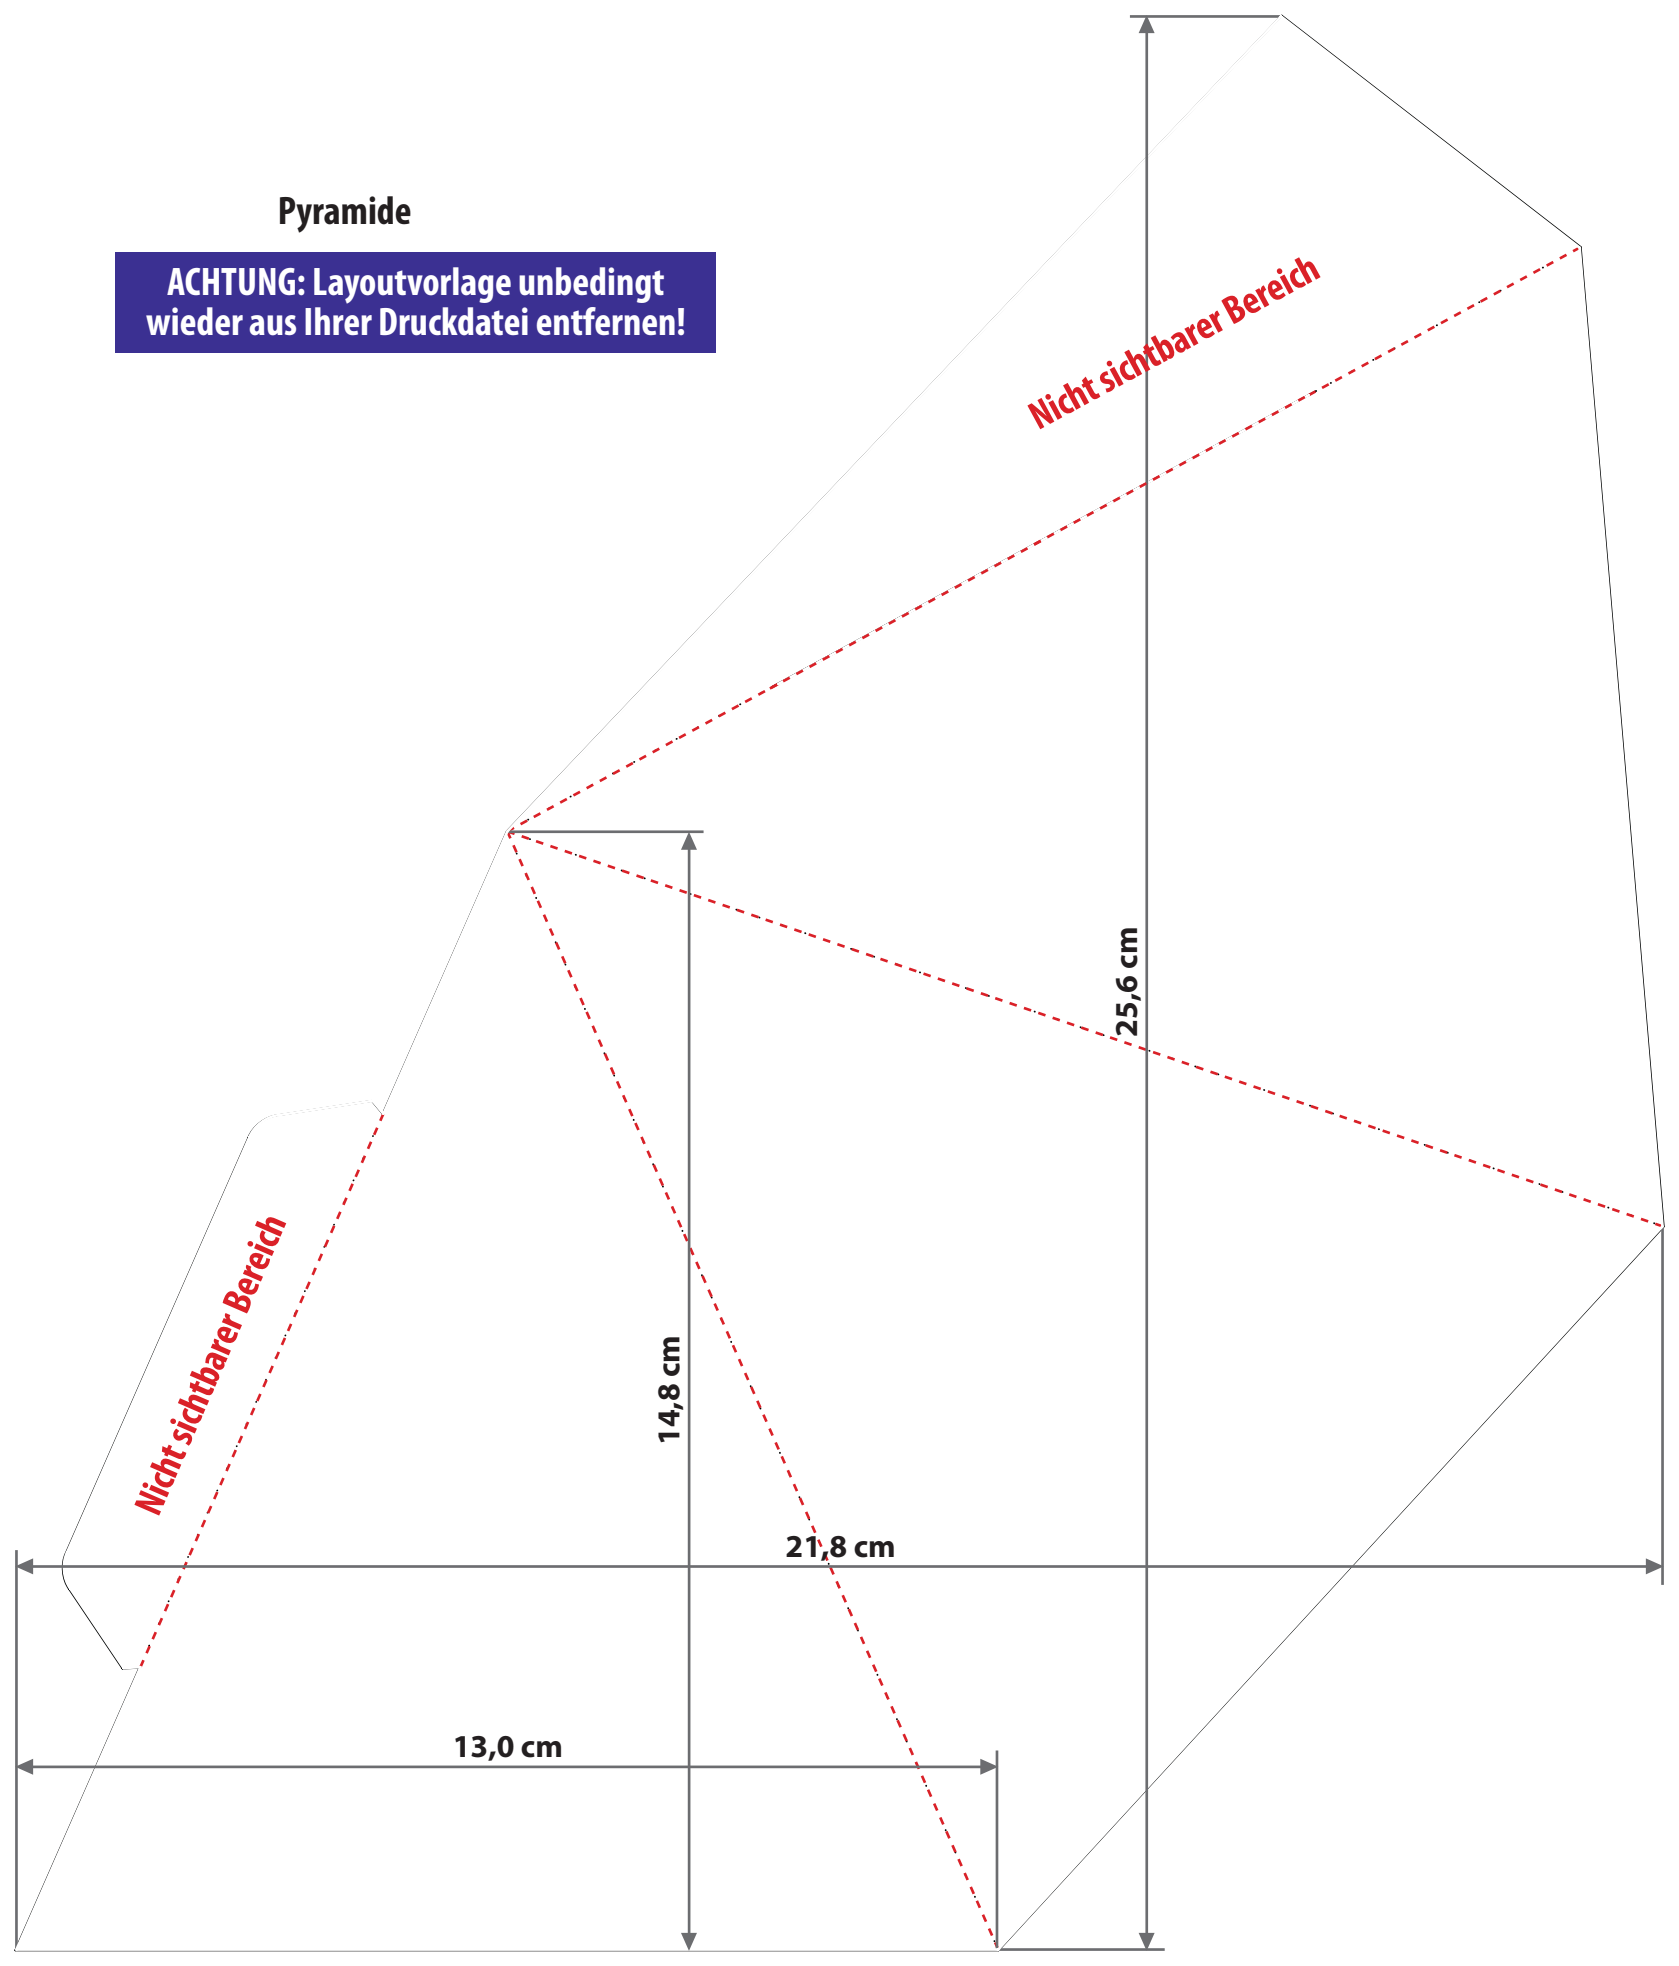 Pyramide
ACHTUNG: Layoutvorlage unbedingt
wieder aus Ihrer Druckdatei entfernen!
Nicht sichtbarer Bereich
25,6 cm
14,8 cm
Nicht sichtbarer Bereich
21,8 cm
13,0 cm